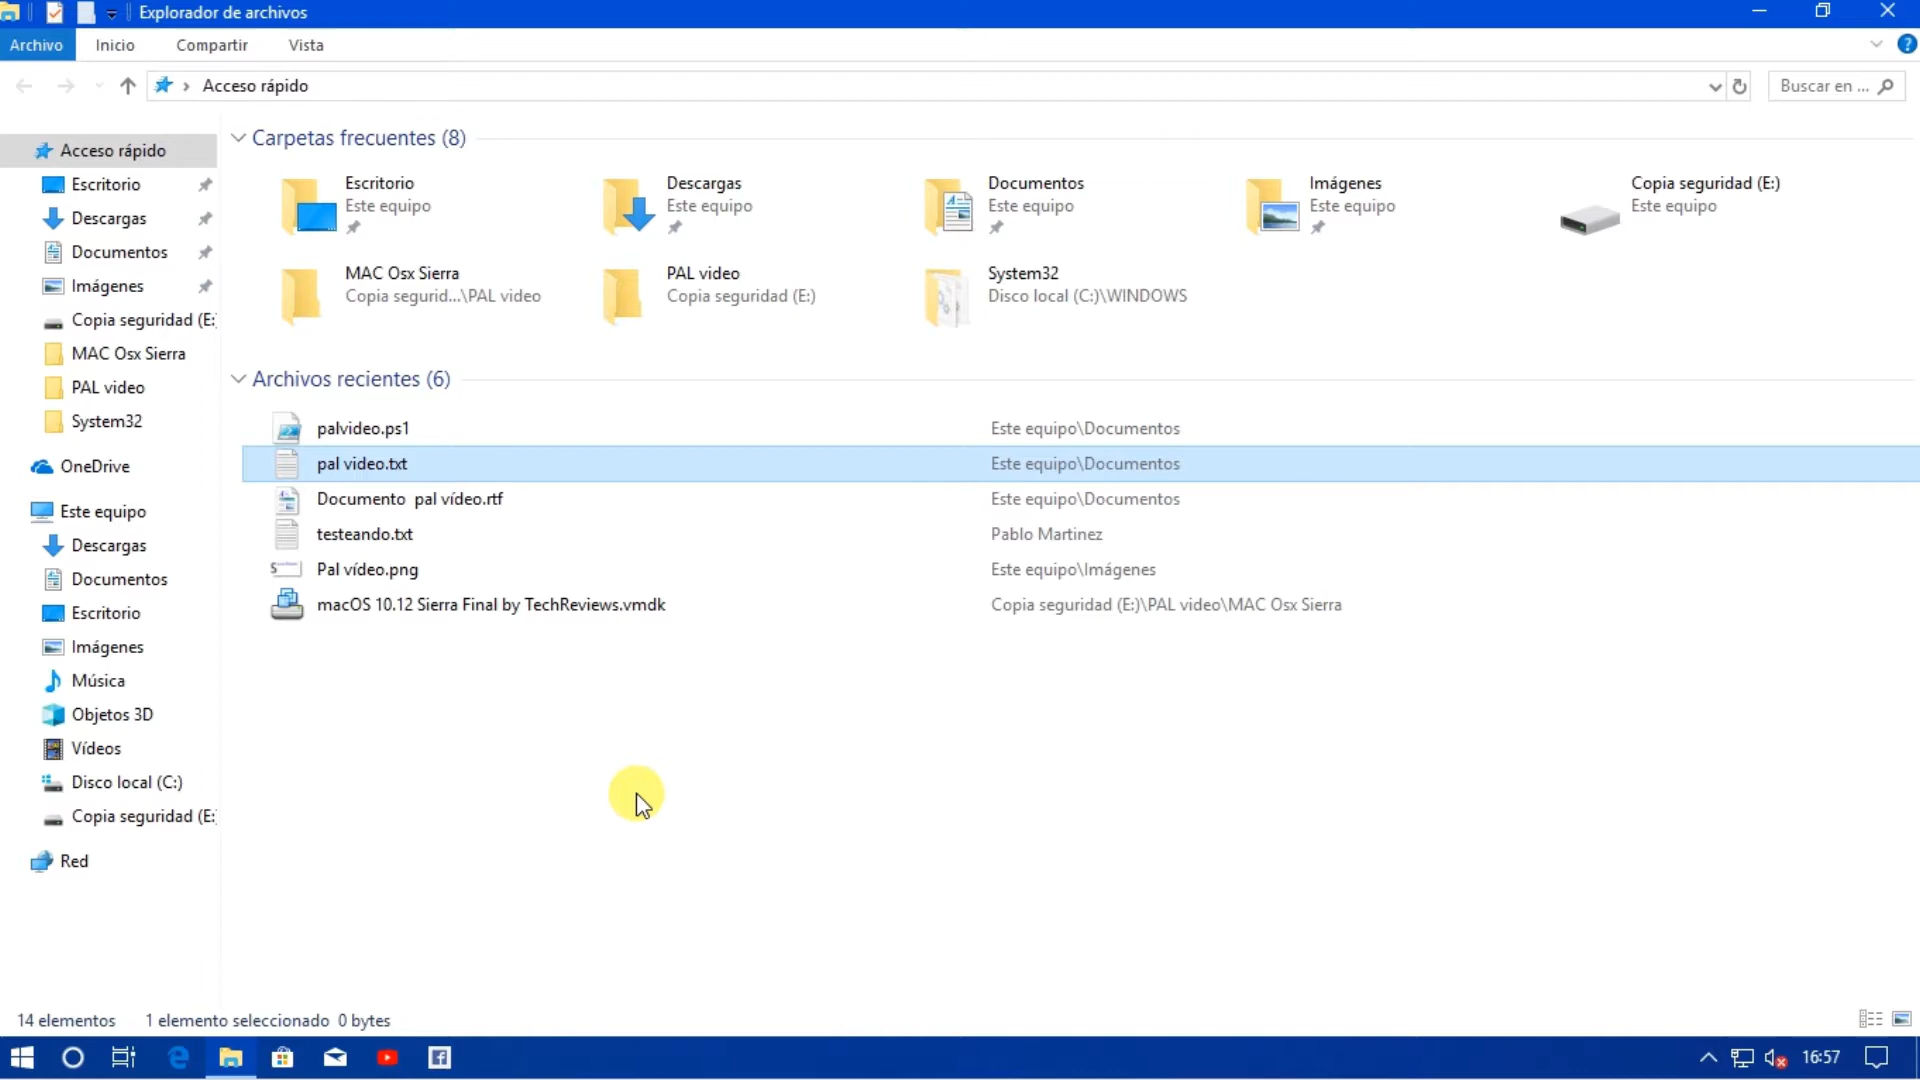 Explorador de archivos
Archivo Inicio Compartir Vista
Acceso rápido
Buscar en ...
Acceso rápido
Escritorio
Descargas
Documentos
Imágenes
Copia seguridad (E:
MAC Osx Sierra
PAL video
System32
OneDrive
Este equipo
Descargas
Documentos
Escritorio
Imágenes
Música
Objetos 3D
Vídeos
Disco local (C:)
Copia seguridad (E:
Red
Carpetas frecuentes (8)
Escritorio
Este equipo
Descargas
Este equipo
Documentos
Este equipo
Imágenes
Este equipo
Copia seguridad (E:)
Este equipo
MAC Osx Sierra
Copia segurid...\PAL video
PAL video
Copia seguridad (E:)
System32
Disco local (C:)\WINDOWS
Archivos recientes (6)
palvideo.ps1 Este equipo\Documentos
pal video.txt Este equipo\Documentos
Documento  pal vídeo.rtf Este equipo\Documentos
testeando.txt Pablo Martinez
Pal vídeo.png Este equipo\Imágenes
macOS 10.12 Sierra Final by TechReviews.vmdk Copia seguridad (E:)\PAL video\MAC Osx Sierra
14 elementos 1 elemento seleccionado 0 bytes
16:57